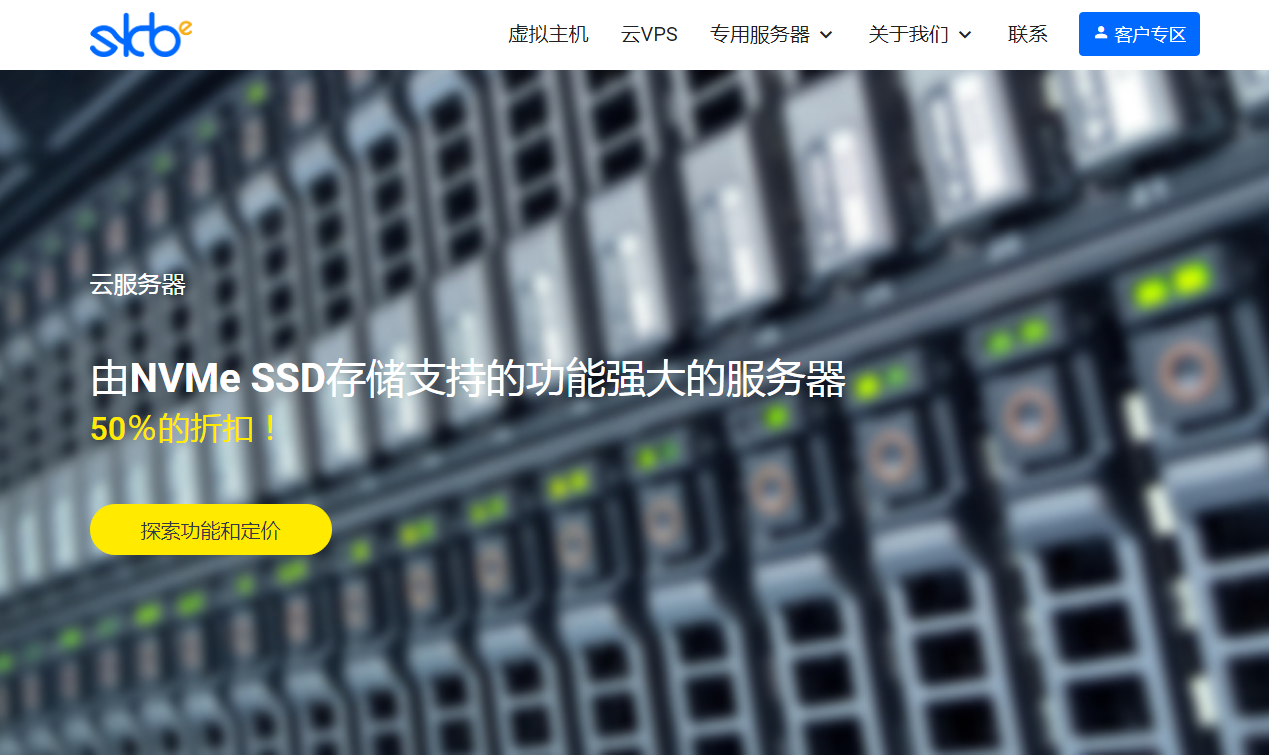 skbe
虚拟主机 云VPS 专用服务器 关于我们 联系 客户专区
云服务器
由NVMe SSD存储支持的功能强大的服务器
50%的折扣！
探索功能和定价